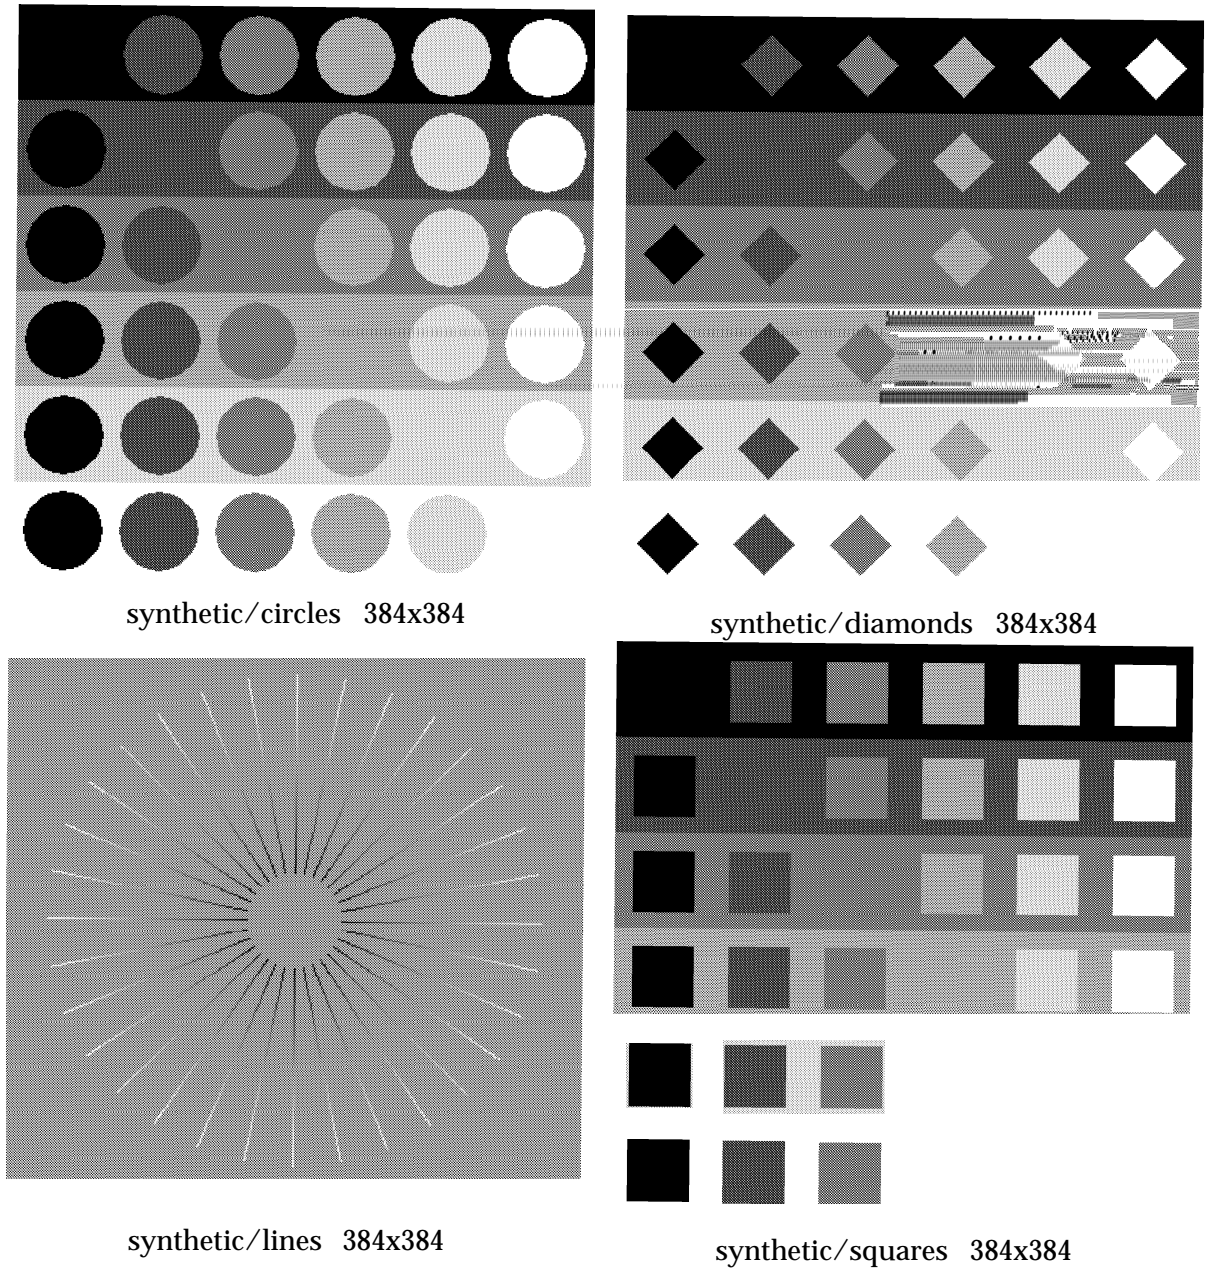 synthetic/circles 384x384
synthetic/diamonds 384x384
synthetic/lines 384x384
synthetic/squares 384x384